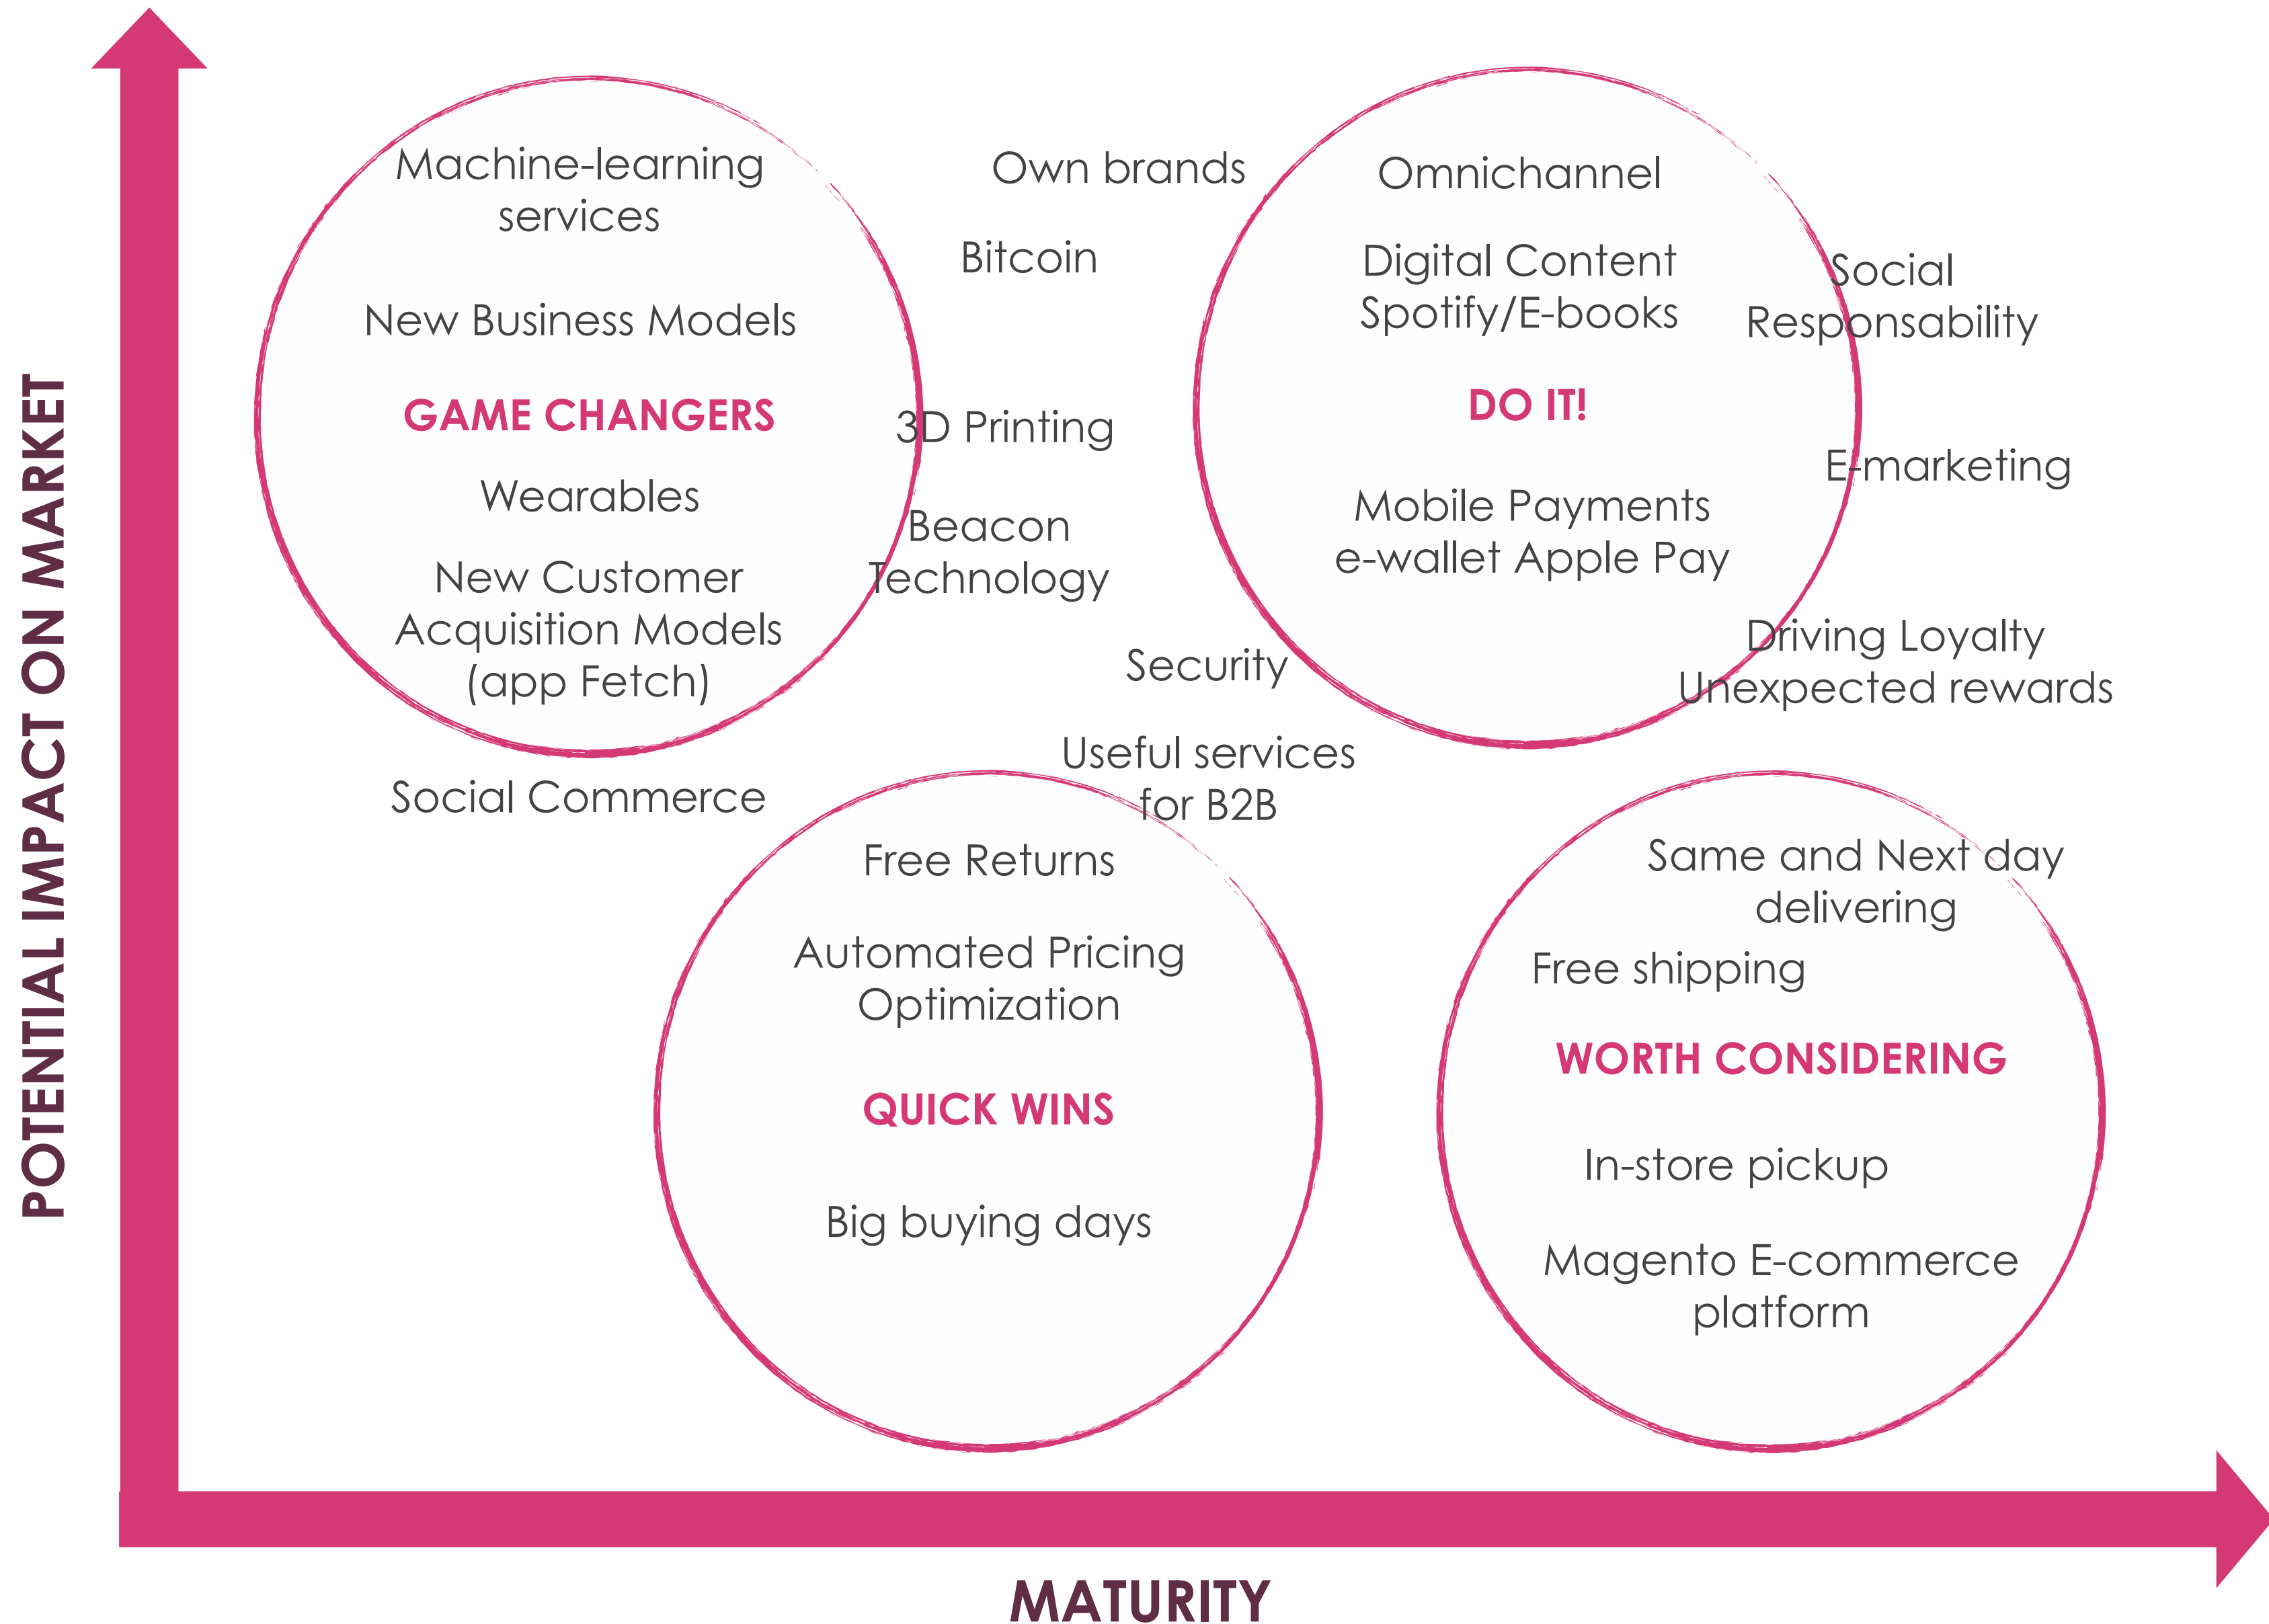 POTENTIAL IMPACT ON MARKET
Machine-learning
services
New Business Models
GAME CHANGERS
Wearables
New Customer
Acquisition Models
(app Fetch)
Social Commerce
Own brands
Bitcoin
3D Printing
Beacon
Technology
Security
Useful services
for B2B
Omnichannel
Digital Content
Spotify/E-books
DO IT!
Mobile Payments
e-wallet Apple Pay
Social
Responsability
E-marketing
Driving Loyalty
Unexpected rewards
Free Returns
Automated Pricing
Optimization
QUICK WINS
Big buying days
Same and Next day
delivering
Free shipping
WORTH CONSIDERING
In-store pickup
Magento E-commerce
platform
MATURITY